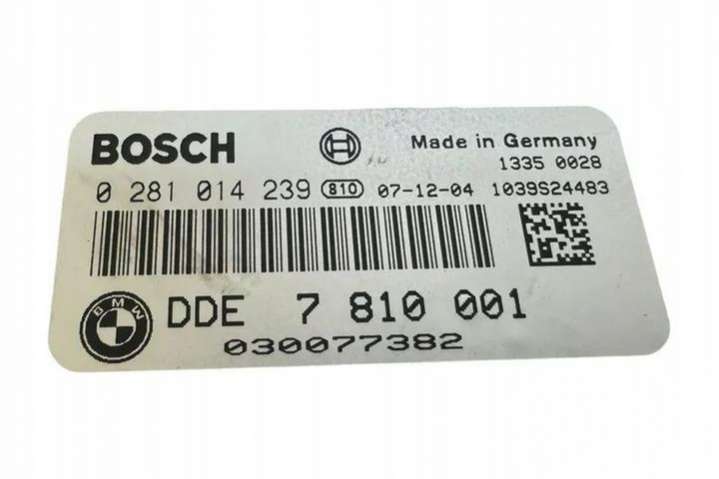 BOSCH
Made in Germany
1335 0028
0 281 014 239 810 07-12-04 1039S24483
BMW DDE 7 810 001
030077382